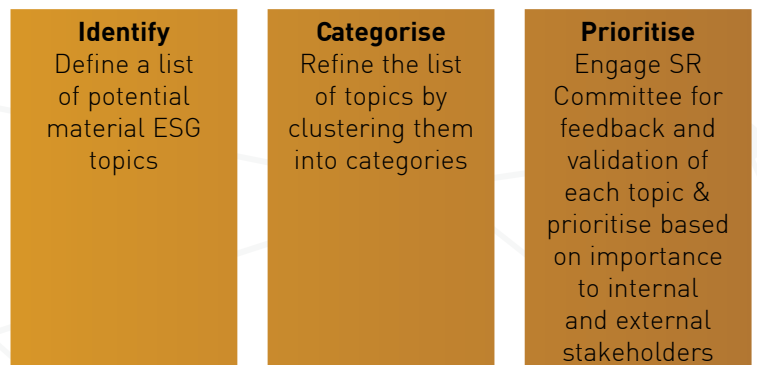 Identify
Define a list
of potential
material ESG
topics
Categorise
Refine the list
of topics by
clustering them
into categories
Prioritise
Engage SR
Committee for
feedback and
validation of
each topic &
prioritise based
on importance
to internal
and external
stakeholders